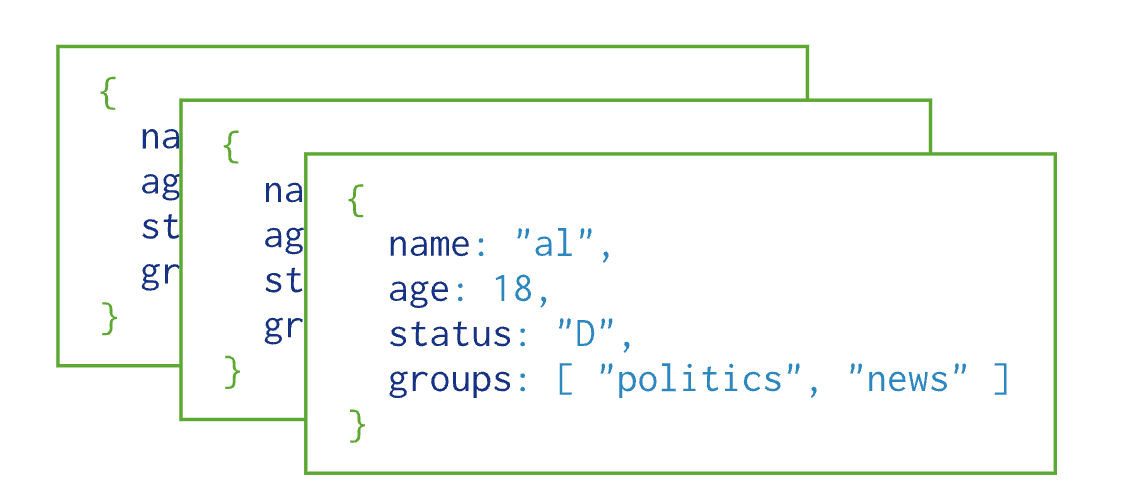 {
na
ag
st
gr
}
{
na
ag
st
gr
}
{
name: "al",
age: 18,
status: "D",
groups: [ "politics", "news" ]
}